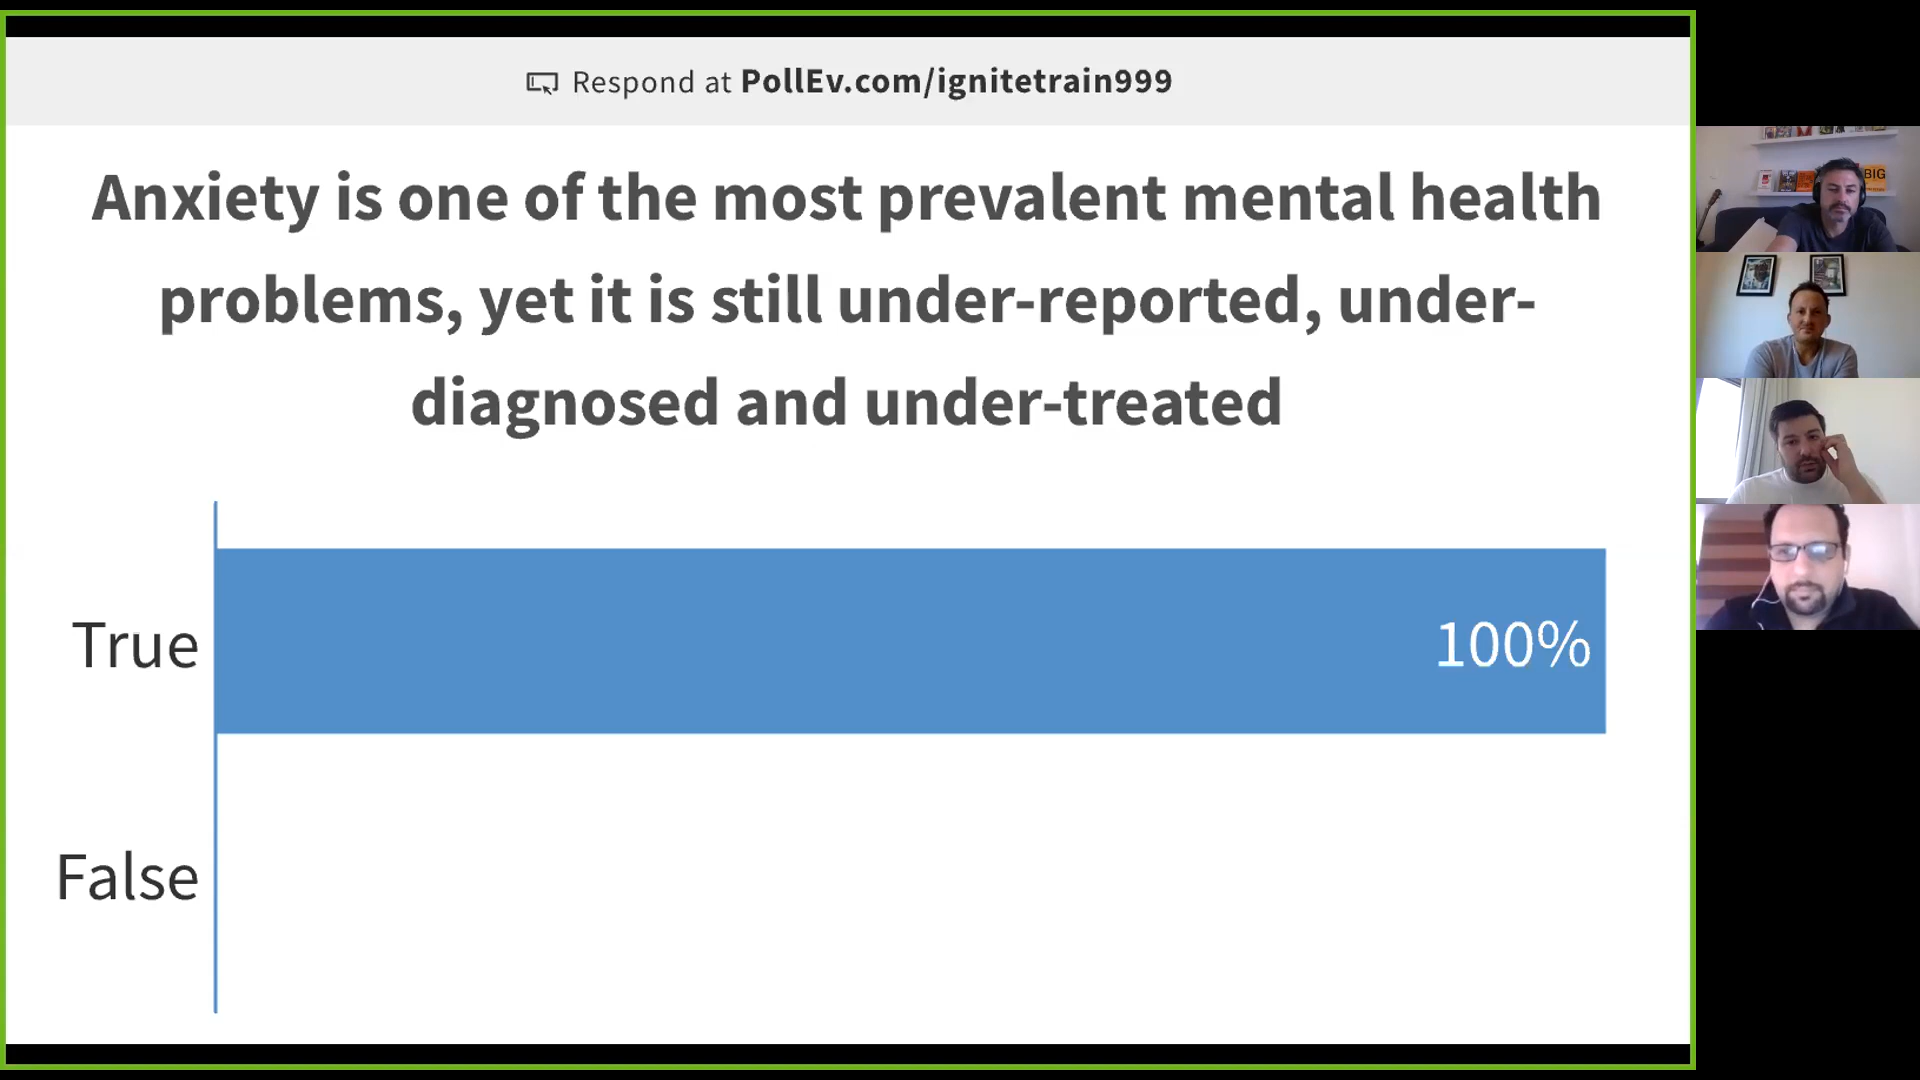 Respond at PollEv.com/ignitetrain999
Anxiety is one of the most prevalent mental health
problems, yet it is still under-reported, under-
diagnosed and under-treated
True
100%
False
BIG